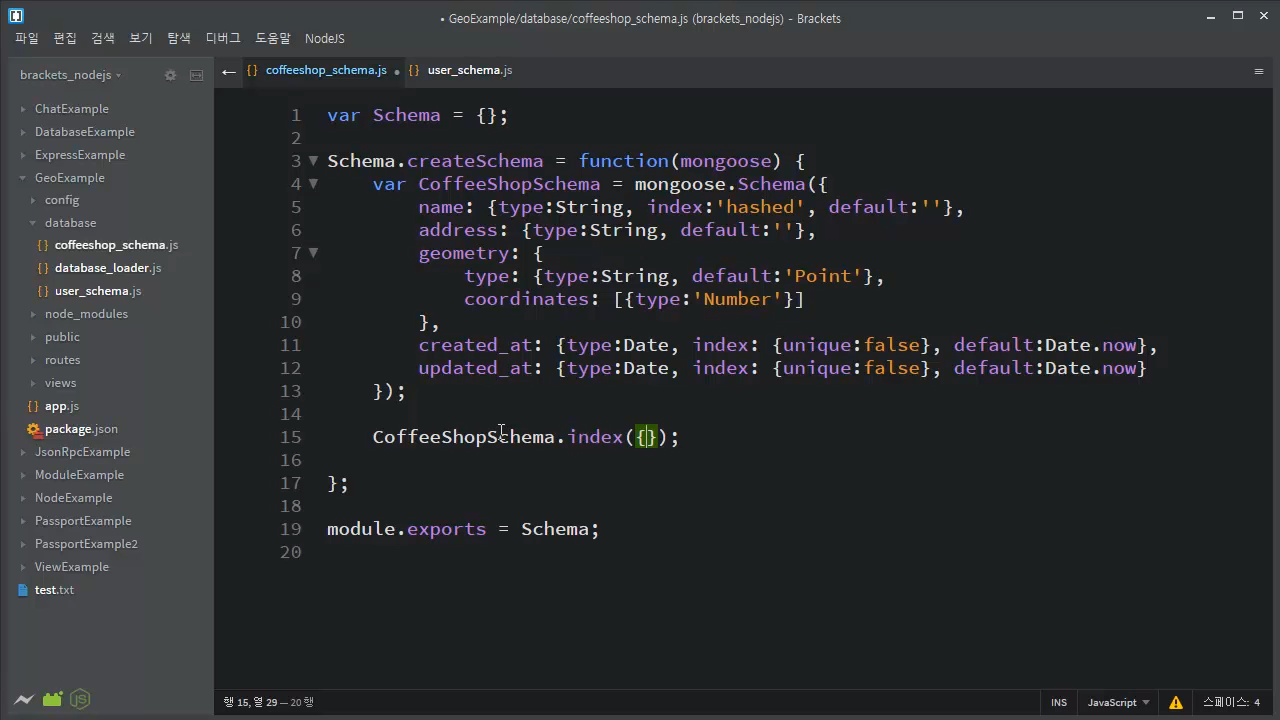 • GeoExample/database/coffeeshop_schema.js (brackets_nodejs) - Brackets
파일 편집 검색 보기 탐색 디버그 도움말 NodeJS
brackets_nodejs
ChatExample
DatabaseExample
ExpressExample
GeoExample
config
database
{} coffeeshop_schema.js
{} database_loader.js
{} user_schema.js
node_modules
public
routes
views
{} app.js
package.json
JsonRpcExample
ModuleExample
NodeExample
PassportExample
PassportExample2
ViewExample
test.txt
JS
← {} coffeeshop_schema.js • {} user_schema.js
1 var Schema = {};
2
3 Schema.createSchema = function(mongoose) {
4 var CoffeeShopSchema = mongoose.Schema({
5 name: {type:String, index:'hashed', default:''},
6 address: {type:String, default:''},
7 geometry: {
8 type: {type:String, default:'Point'},
9 coordinates: [{type:'Number'}]
10 },
11 created_at: {type:Date, index: {unique:false}, default:Date.now},
12 updated_at: {type:Date, index: {unique:false}, default:Date.now}
13 });
14
15 CoffeeShopSchema.index({});
16
17 };
18
19 module.exports = Schema;
20
행 15, 열 29 — 20 행 INS JavaScript 스페이스: 4